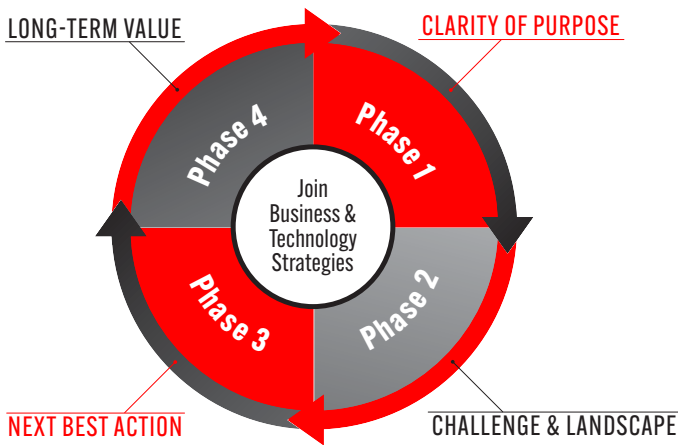 LONG-TERM VALUE
CLARITY OF PURPOSE
Phase 4
Phase 1
Join
Business &
Technology
Strategies
Phase 3
Phase 2
NEXT BEST ACTION
CHALLENGE & LANDSCAPE